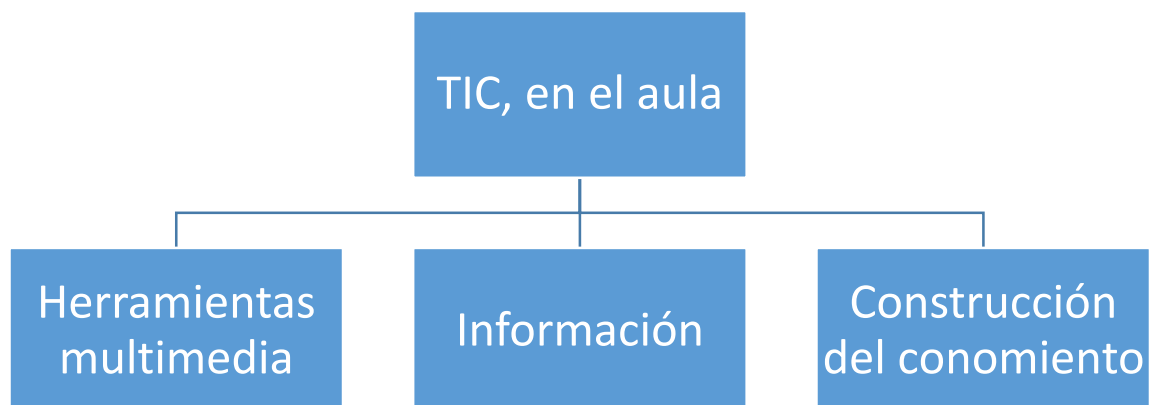 TIC, en el aula
Herramientas
multimedia
Información
Construcción
del conomiento